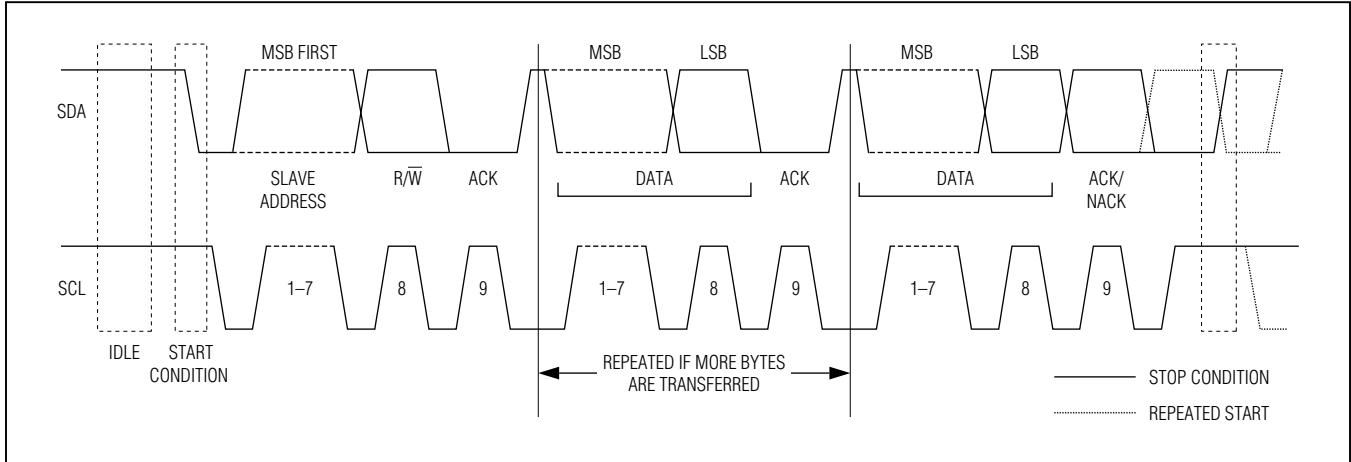 MSB FIRST
MSB
LSB
MSB
LSB
SDA
SLAVE
ADDRESS
R/W̅
ACK
DATA
ACK
DATA
ACK/
NACK
SCL
1–7
8
9
1–7
8
9
1–7
8
9
IDLE
START
CONDITION
REPEATED IF MORE BYTES
ARE TRANSFERRED
STOP CONDITION
REPEATED START